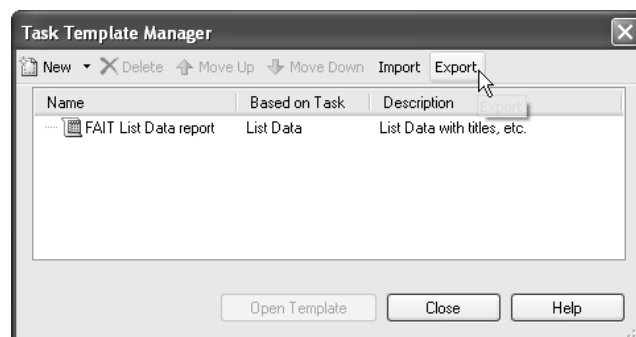 Task Template Manager
New Delete Move Up Move Down Import Export
Name Based on Task Description
Export
FAIT List Data report List Data List Data with titles, etc.
Open Template Close Help